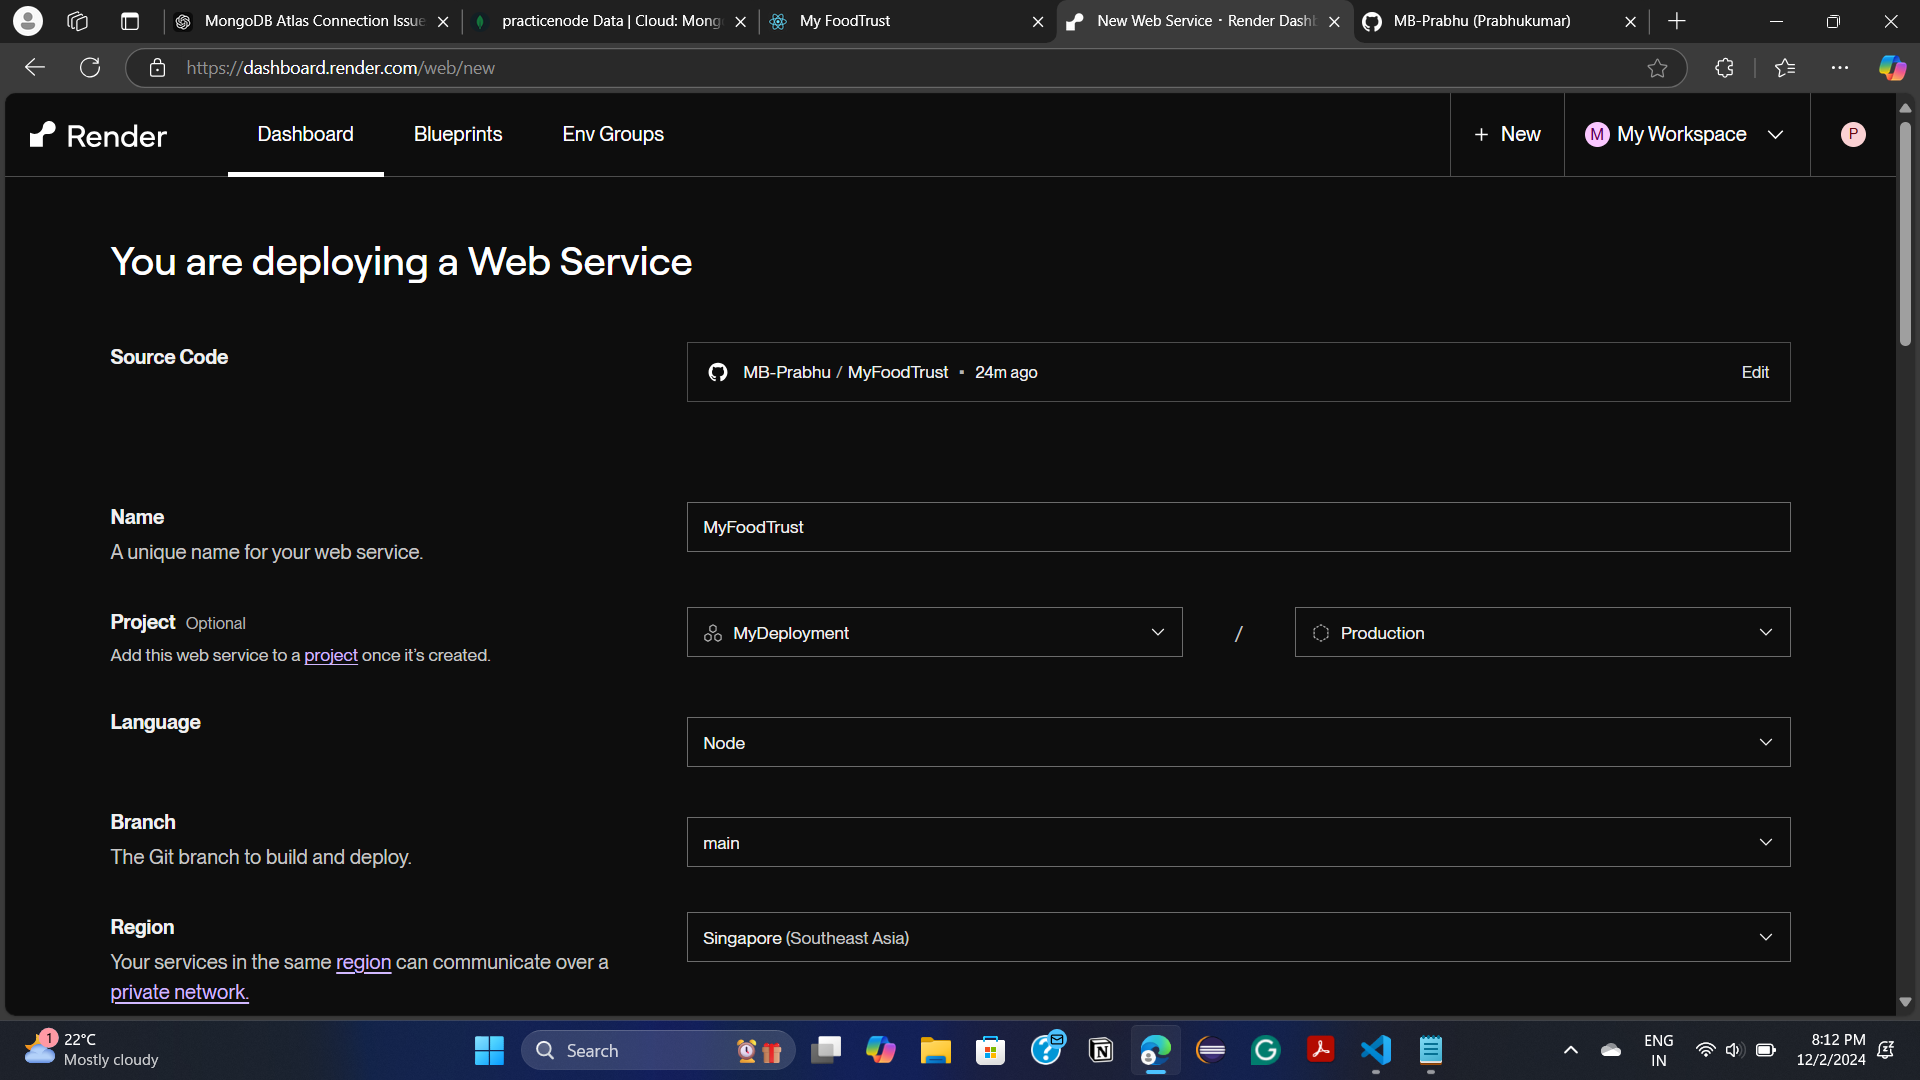 MongoDB Atlas Connection Issue
practicenode Data | Cloud: Mong
My FoodTrust
New Web Service · Render Dashb
MB-Prabhu (Prabhukumar)
https://dashboard.render.com/web/new
Render
Dashboard
Blueprints
Env Groups
+ New
M My Workspace
P
You are deploying a Web Service
Source Code
MB-Prabhu / MyFoodTrust • 24m ago
Edit
Name
A unique name for your web service.
MyFoodTrust
Project Optional
Add this web service to a project once it’s created.
MyDeployment
/
Production
Language
Node
Branch
The Git branch to build and deploy.
main
Region
Your services in the same region can communicate over a
private network.
Singapore (Southeast Asia)
1
22°C
Mostly cloudy
Search
ENG
IN
8:12 PM
12/2/2024